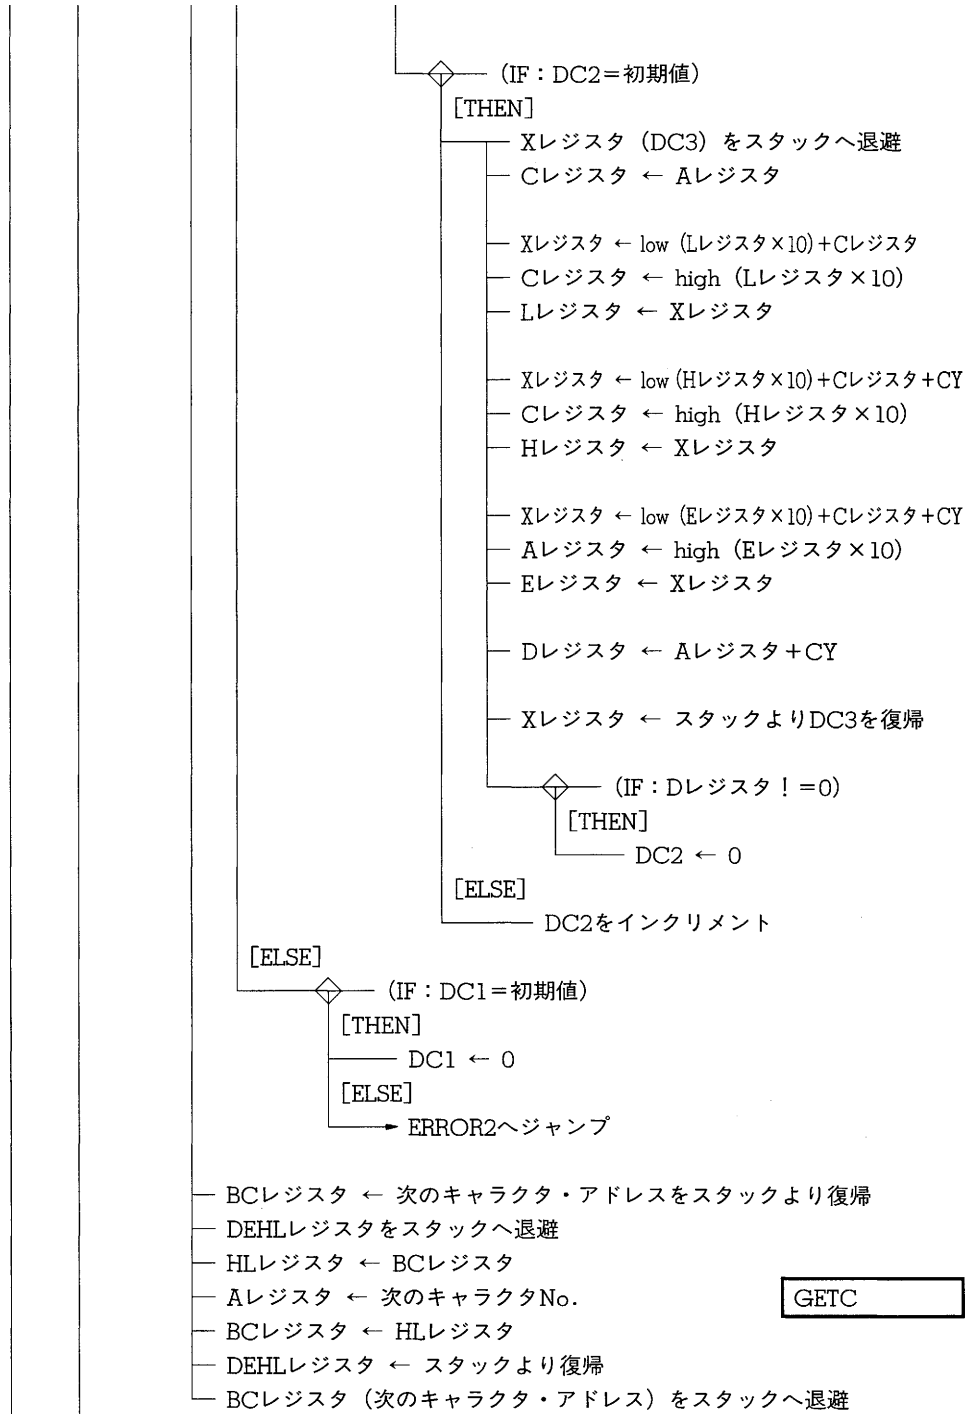 (IF：DC2＝初期値)
[THEN]
Xレジスタ (DC3) をスタックへ退避
Cレジスタ ← Aレジスタ
Xレジスタ ← low (Lレジスタ×10)+Cレジスタ
Cレジスタ ← high (Lレジスタ×10)
Lレジスタ ← Xレジスタ
Xレジスタ ← low (Hレジスタ×10)+Cレジスタ+CY
Cレジスタ ← high (Hレジスタ×10)
Hレジスタ ← Xレジスタ
Xレジスタ ← low (Eレジスタ×10)+Cレジスタ+CY
Aレジスタ ← high (Eレジスタ×10)
Eレジスタ ← Xレジスタ
Dレジスタ ← Aレジスタ+CY
Xレジスタ ← スタックよりDC3を復帰
(IF：Dレジスタ！=0)
[THEN]
DC2 ← 0
[ELSE]
DC2をインクリメント
[ELSE]
(IF：DC1＝初期値)
[THEN]
DC1 ← 0
[ELSE]
ERROR2へジャンプ
BCレジスタ ← 次のキャラクタ・アドレスをスタックより復帰
DEHLレジスタをスタックへ退避
HLレジスタ ← BCレジスタ
Aレジスタ ← 次のキャラクタNo. GETC
BCレジスタ ← HLレジスタ
DEHLレジスタ ← スタックより復帰
BCレジスタ (次のキャラクタ・アドレス) をスタックへ退避